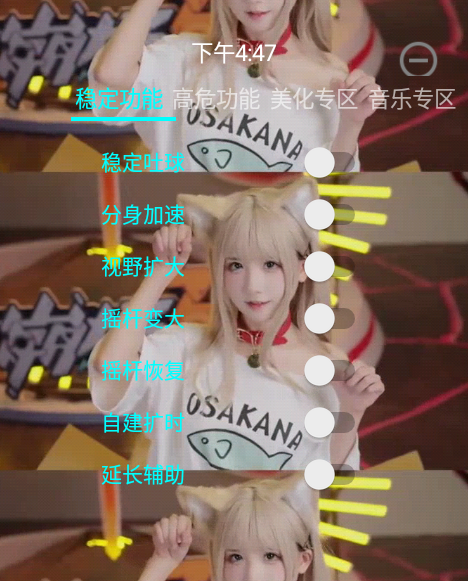 下午4:47
稳定功能 高危功能 美化专区 音乐专区
OSAKANA
稳定吐球
分身加速
视野扩大
摇杆变大
摇杆恢复
OSAKANA
自建扩时
延长辅助